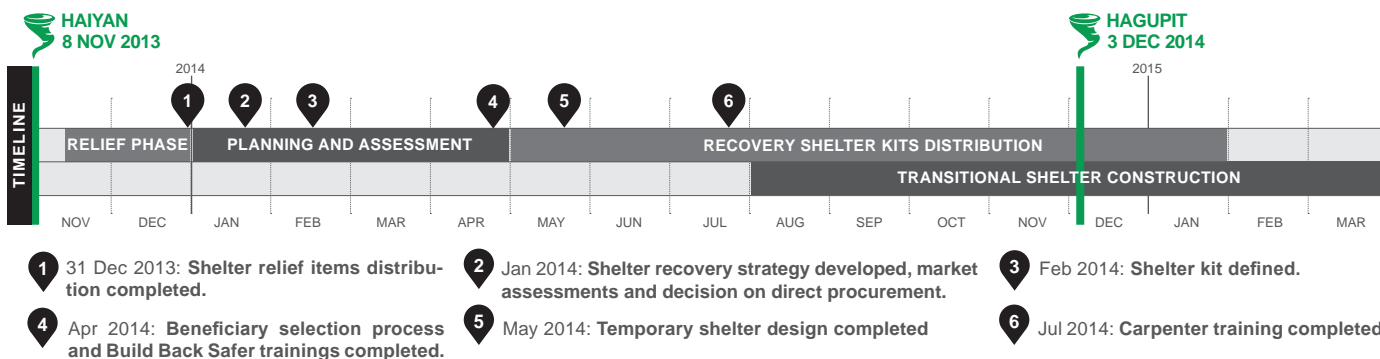 HAIYAN
8 NOV 2013
HAGUPIT
3 DEC 2014
TIMELINE
2014
2015
1
2
3
4
5
6
RELIEF PHASE
PLANNING AND ASSESSMENT
RECOVERY SHELTER KITS DISTRIBUTION
TRANSITIONAL SHELTER CONSTRUCTION
NOV DEC JAN FEB MAR APR MAY JUN JUL AUG SEP OCT NOV DEC JAN FEB MAR
1 31 Dec 2013: Shelter relief items distribu-
tion completed.
2 Jan 2014: Shelter recovery strategy developed, market
assessments and decision on direct procurement.
3 Feb 2014: Shelter kit defined.
4 Apr 2014: Beneficiary selection process
and Build Back Safer trainings completed.
5 May 2014: Temporary shelter design completed
6 Jul 2014: Carpenter training completed